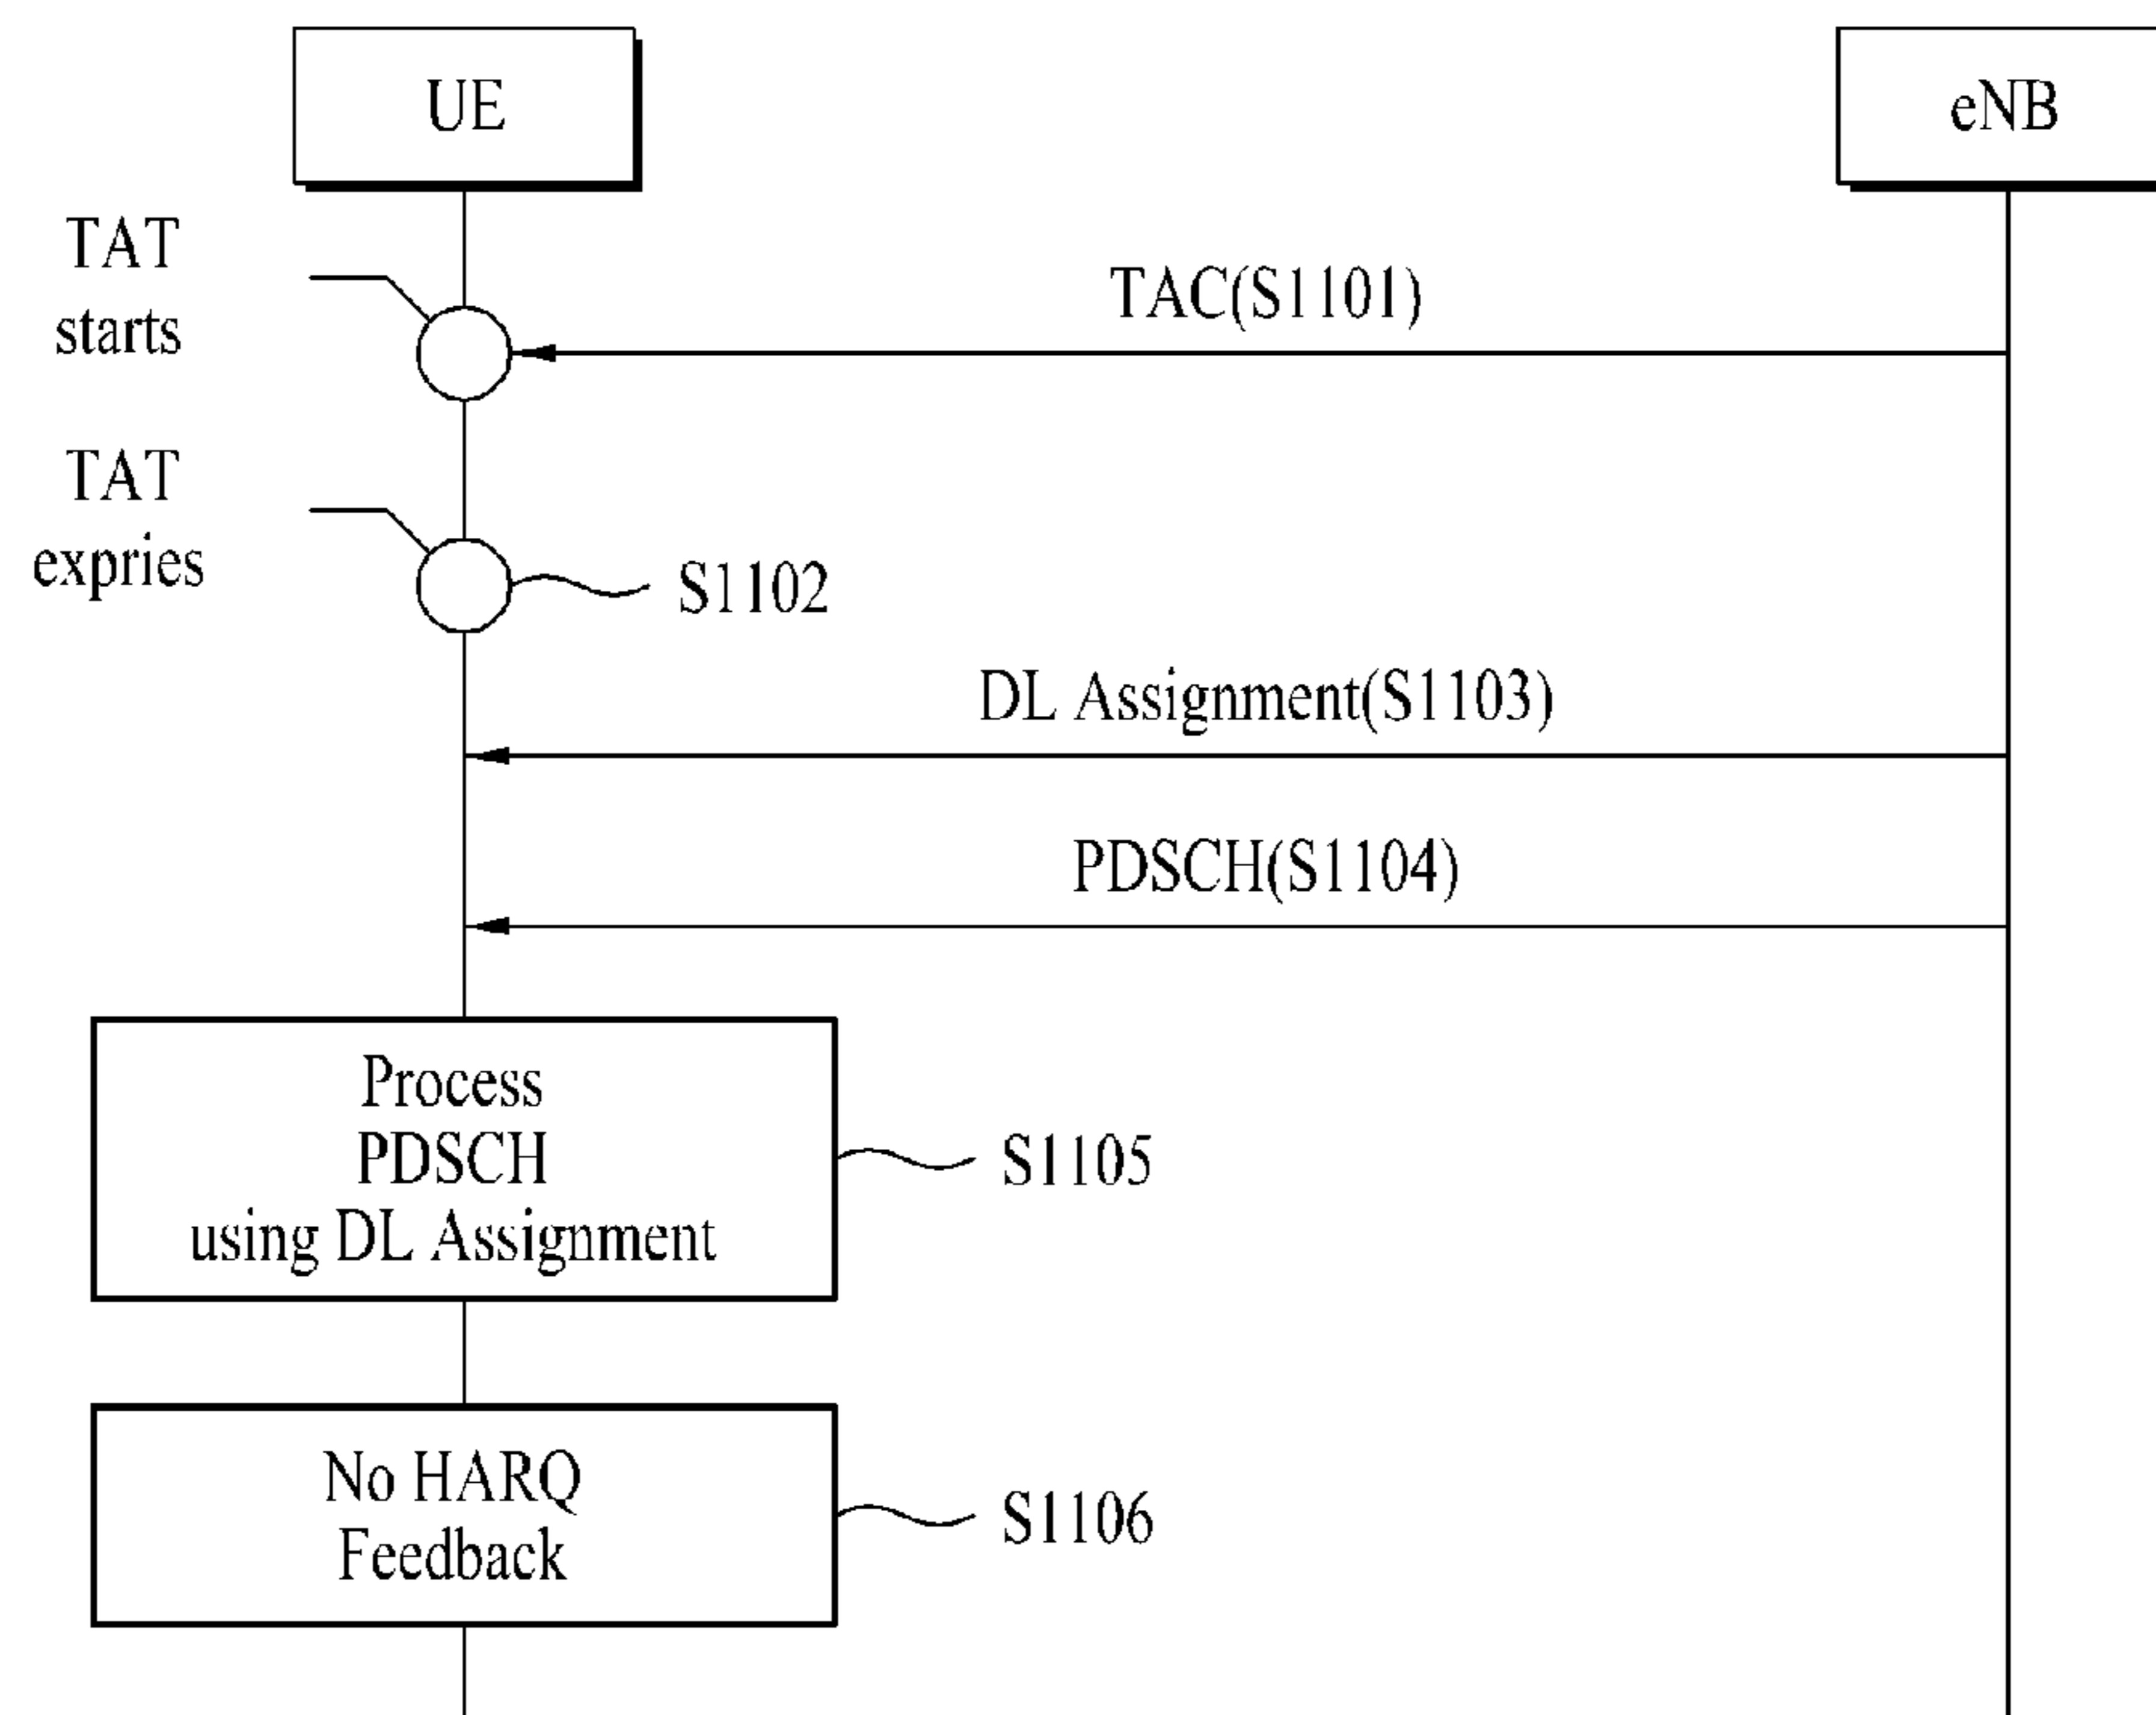 UE
eNB
TAT
starts
TAC(S1101)
TAT
expries
S1102
DL Assignment(S1103)
PDSCH(S1104)
Process
PDSCH
using DL Assignment
S1105
No HARQ
Feedback
S1106